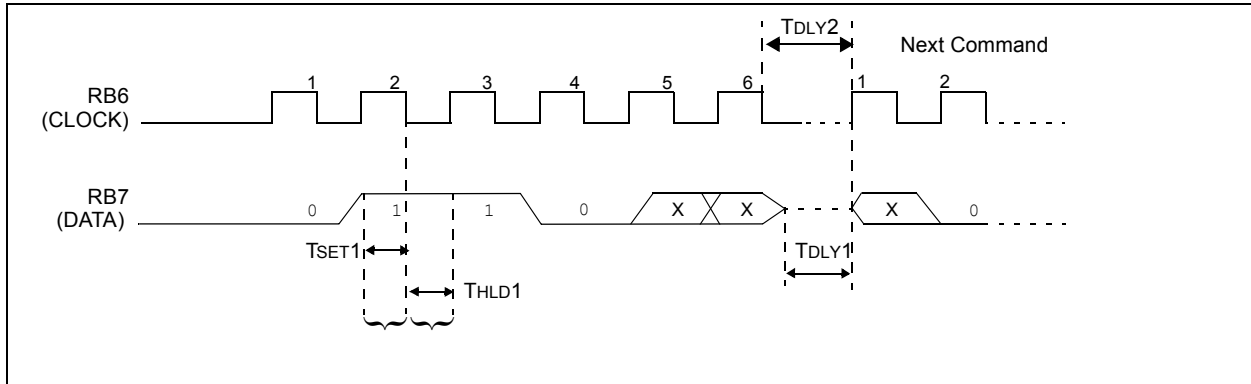 TDLY2
Next Command
1 2 3 4 5 6 1 2
RB6
(CLOCK)
RB7
(DATA)
0 1 1 0 X X X 0
TSET1
TDLY1
THLD1